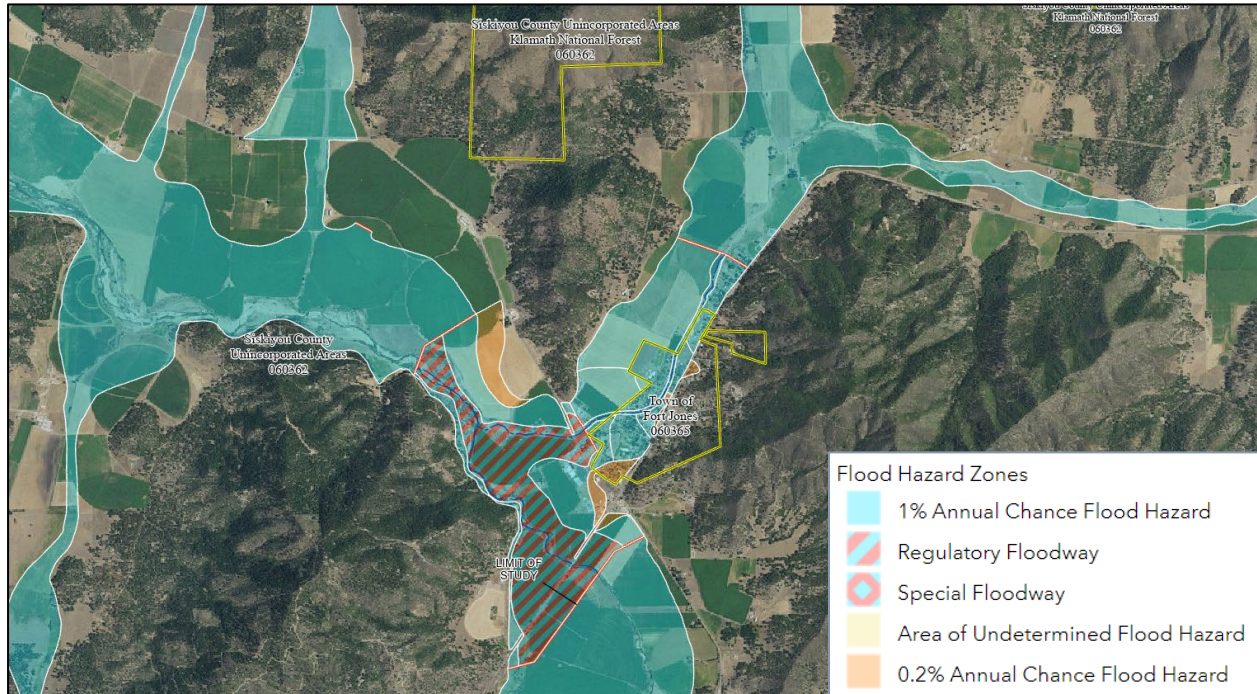 Siskiyou County Unincorporated Areas
Klamath National Forest
060362
Siskiyou County Unincorporated Areas
Klamath National Forest
060362
Siskiyou County
Unincorporated Areas
060362
Town of
Fort Jones
060365
LIMIT OF
STUDY
Flood Hazard Zones
1% Annual Chance Flood Hazard
Regulatory Floodway
Special Floodway
Area of Undetermined Flood Hazard
0.2% Annual Chance Flood Hazard